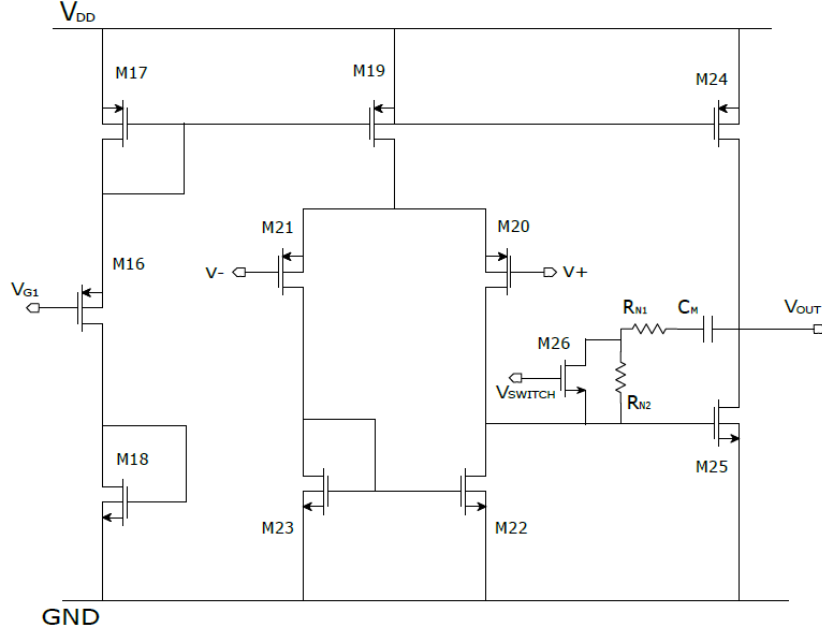 VDD
M17
M19
M24
M21
M20
M16
V-
V+
VG1
RN1
CM
VOUT
M26
VSWITCH
RN2
M18
M25
M23
M22
GND